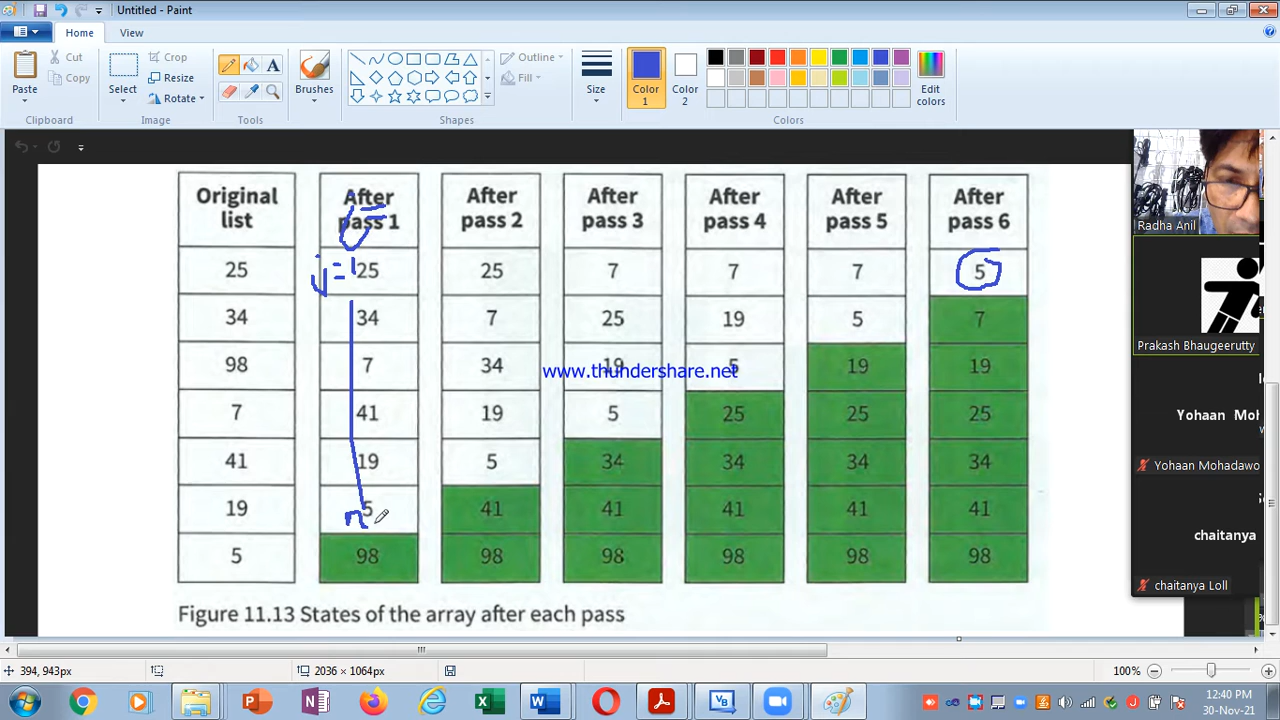 Untitled - Paint
Home View
Paste
Cut
Copy
Clipboard
Select
Crop
Resize
Rotate
Image
Tools
Brushes
Shapes
Outline
Fill
Size
Color 1
Color 2
Edit colors
Colors
Original list After pass 1 After pass 2 After pass 3 After pass 4 After pass 5 After pass 6
25 25 25 7 7 7 5
34 34 7 25 19 5 7
98 7 34 19 5 19 19
7 41 19 5 25 25 25
41 19 5 34 34 34 34
19 5 41 41 41 41 41
5 98 98 98 98 98 98
j=1
n
www.thundershare.net
Figure 11.13 States of the array after each pass
Radha Anil
Prakash Bhaugeerutty
Yohaan Moh
Yohaan Mohadawo
chaitanya
chaitanya Loll
394, 943px
2036 × 1064px
100%
12:40 PM
30-Nov-21